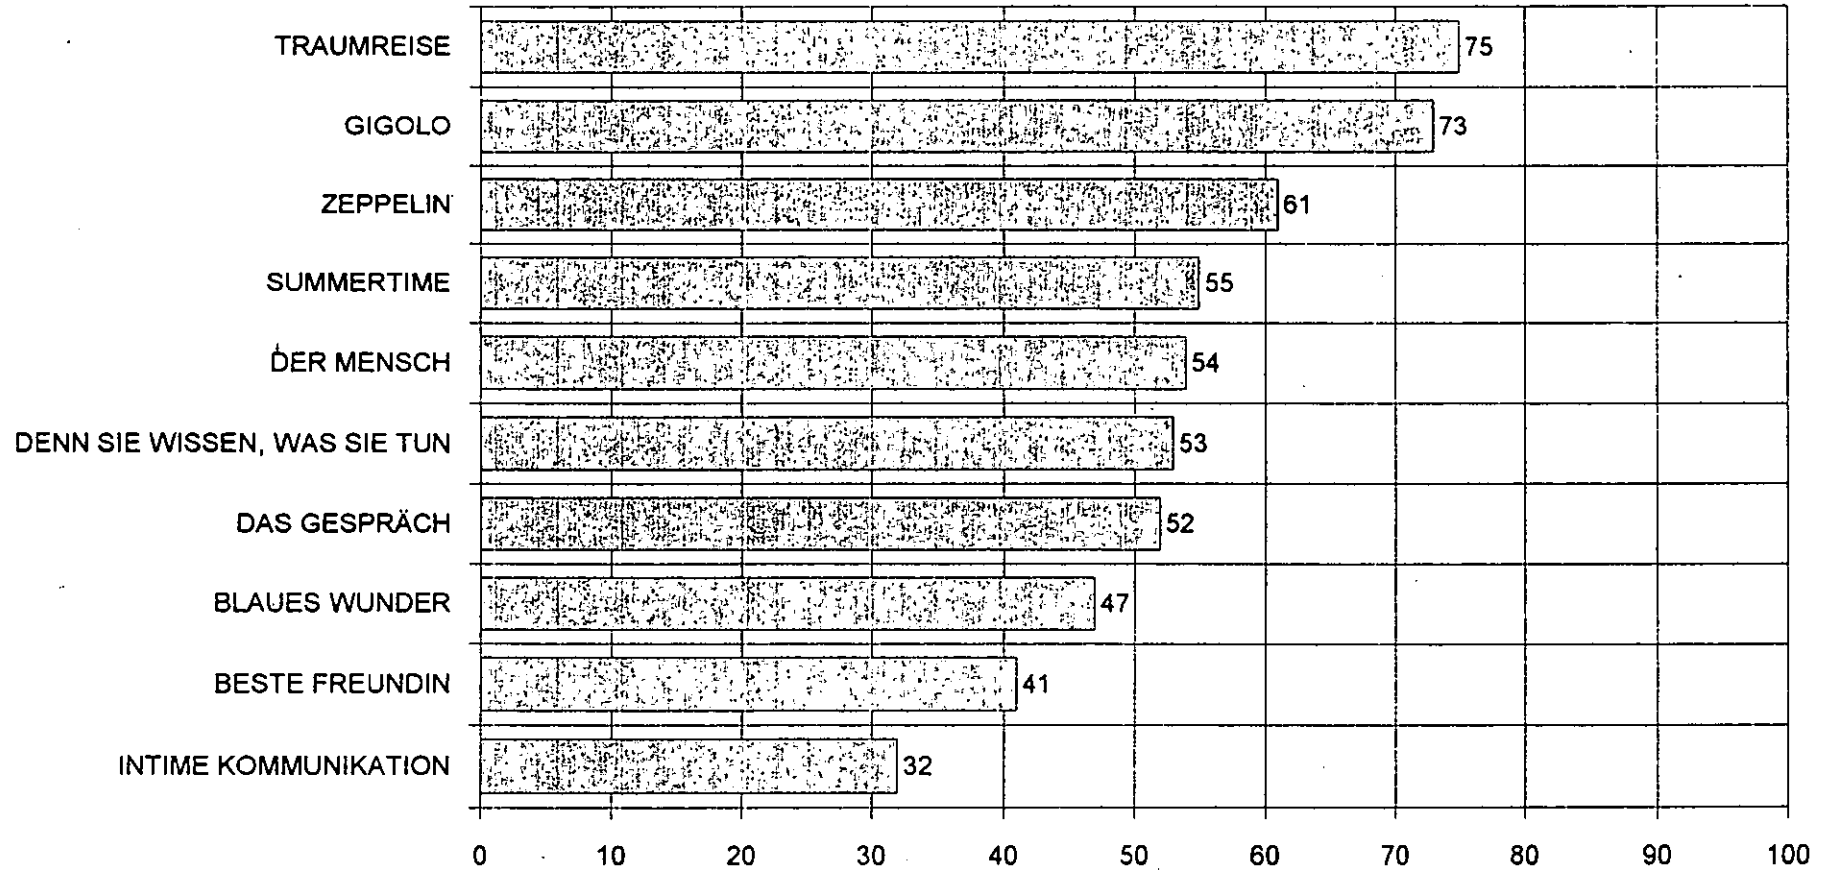 TRAUMREISE 75
GIGOLO 73
ZEPPELIN 61
SUMMERTIME 55
DER MENSCH 54
DENN SIE WISSEN, WAS SIE TUN 53
DAS GESPRÄCH 52
BLAUES WUNDER 47
BESTE FREUNDIN 41
INTIME KOMMUNIKATION 32
0 10 20 30 40 50 60 70 80 90 100